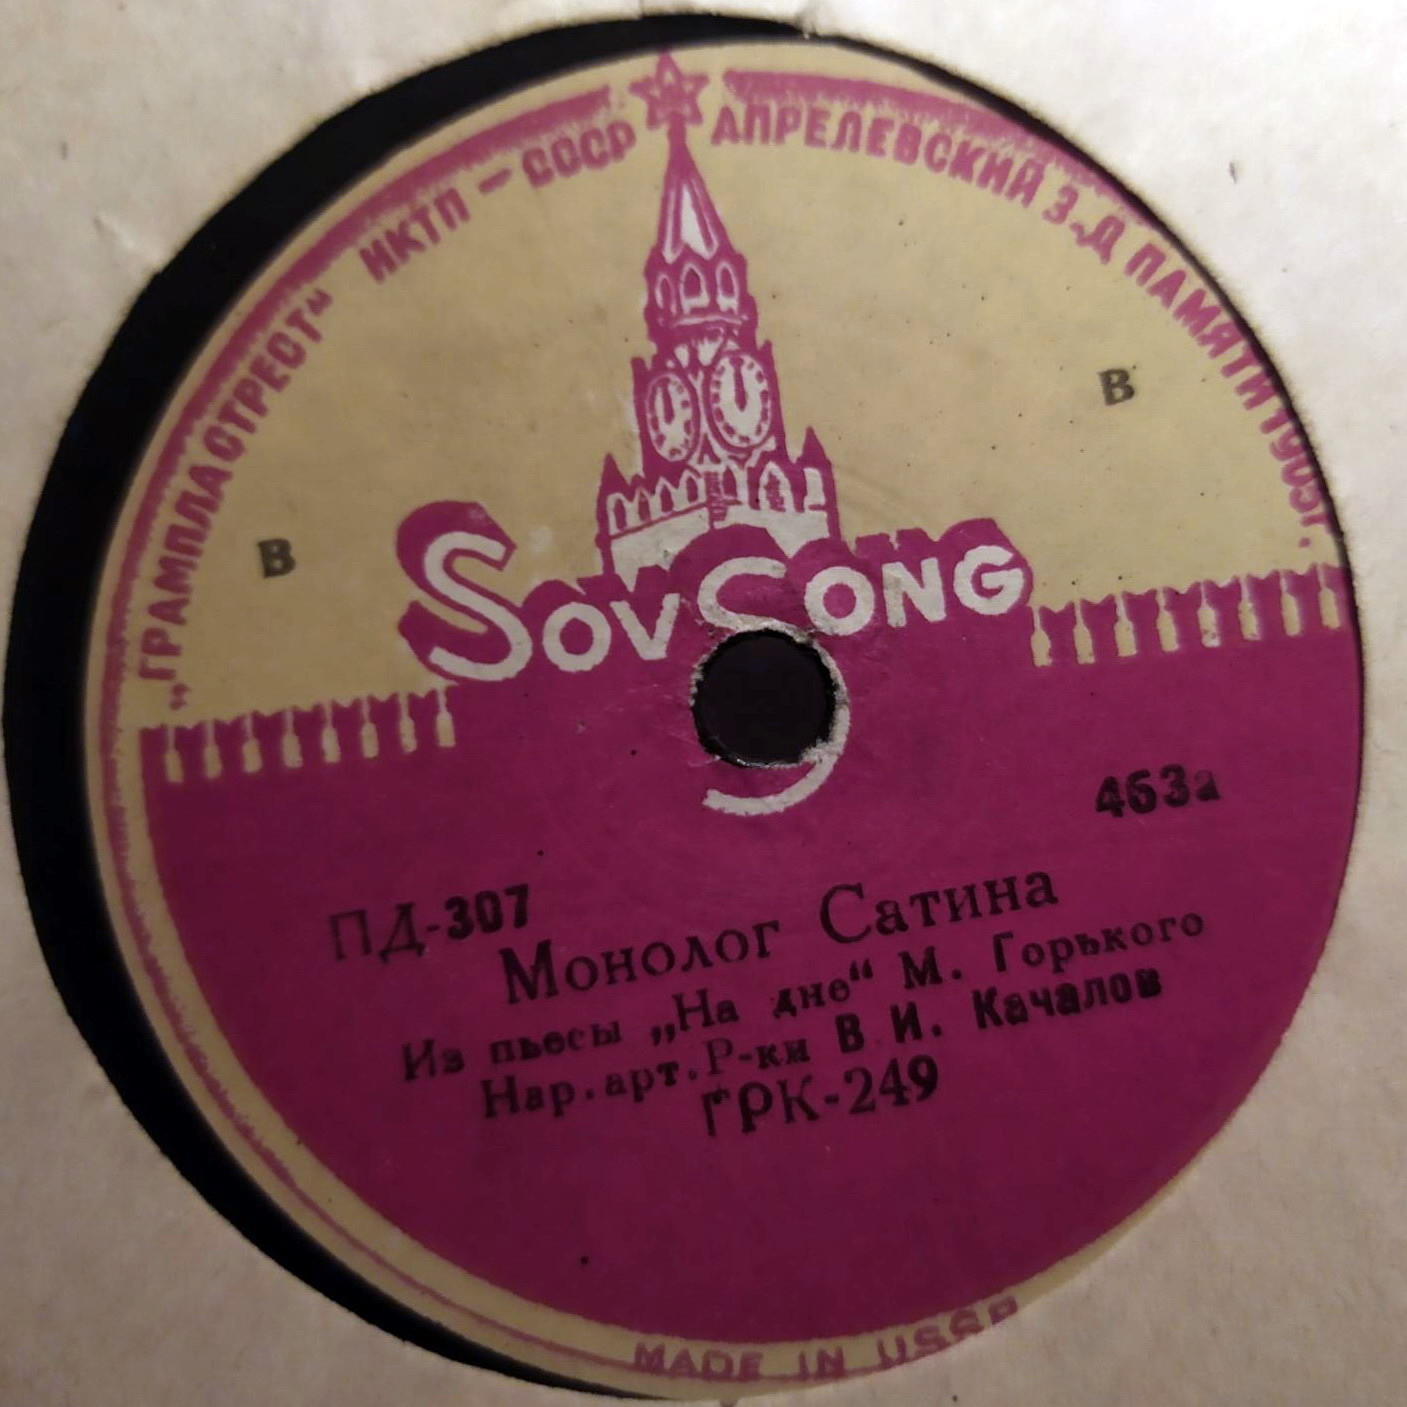 „ГРАМПЛАСТРЕСТ“ НКТП – СССР АПРЕЛЕВСКИЙ З-Д ПАМЯТИ 1905 г.
В В
SOVSONG
463а
ПД-307
Монолог Сатина
Из пьесы „На дне“ М. Горького
Нар. арт. Р-ки В И. Качалов
ГРК-249
MADE IN USSR